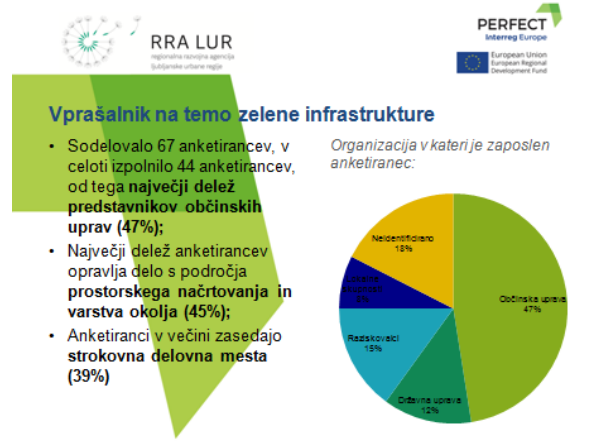 RRA LUR
regionalna razvojna agencija
ljubljanske urbane regije
PERFECT
Interreg Europe
European Union
European Regional
Development Fund
Vprašalnik na temo zelene infrastrukture
• Sodelovalo 67 anketirancev, v
celoti izpolnilo 44 anketirancev,
od tega največji delež
predstavnikov občinskih
uprav (47%);
• Največji delež anketirancev
opravlja delo s področja
prostorskega načrtovanja in
varstva okolja (45%);
• Anketiranci v večini zasedajo
strokovna delovna mesta
(39%)
Organizacija v kateri je zaposlen
anketiranec:
Neidentificirano
18%
Občinska uprava
47%
Raziskovalci
15%
Državna uprava
12%